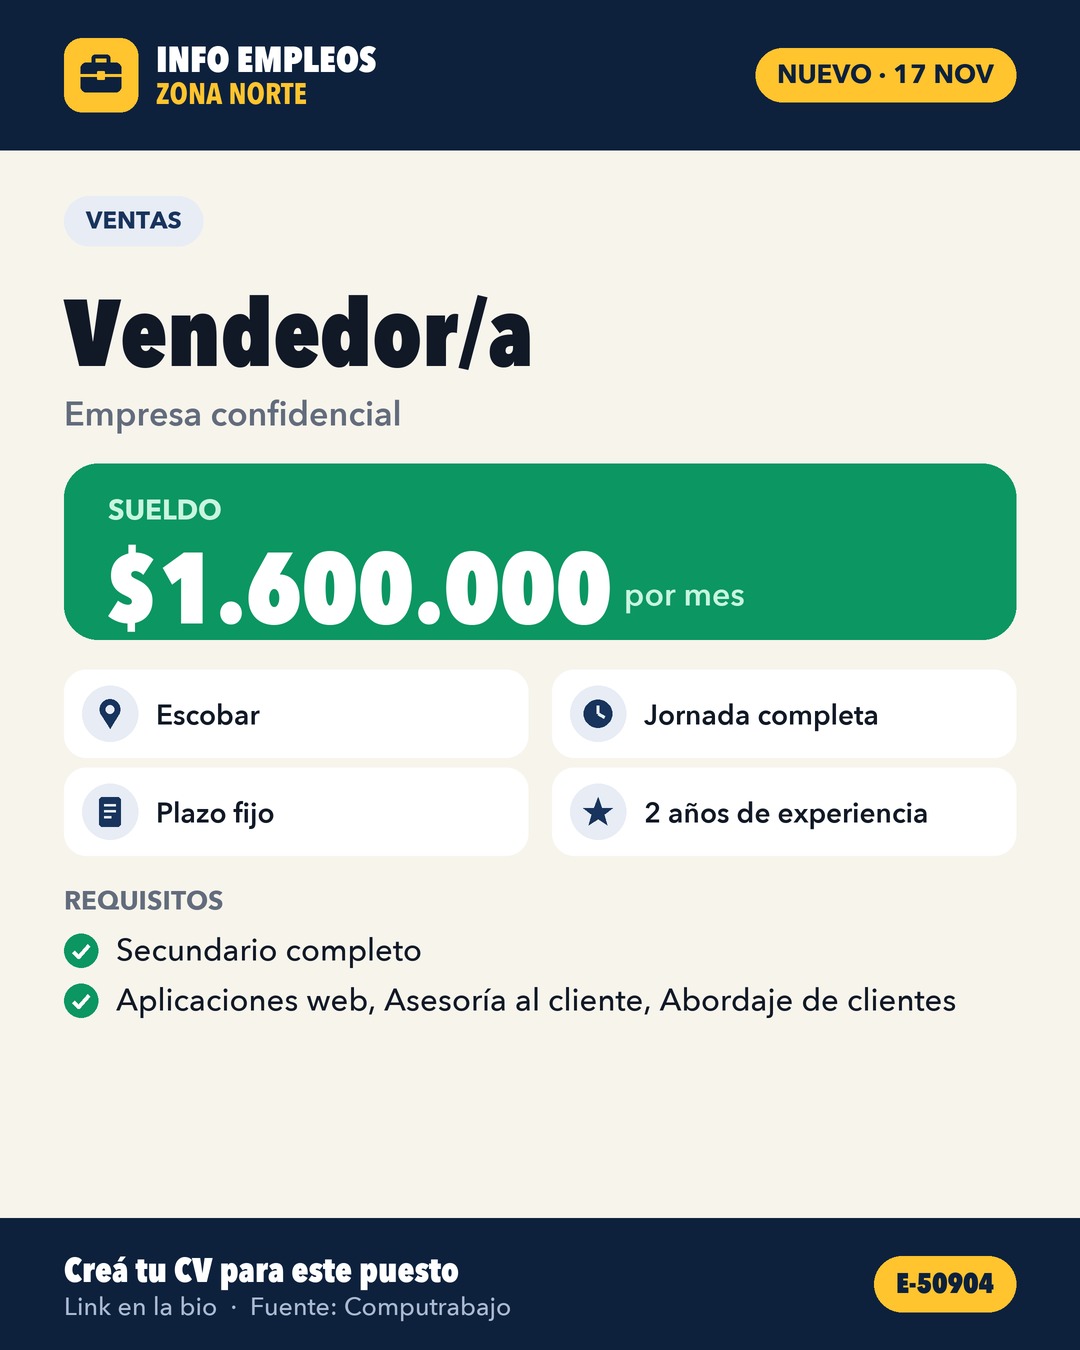 INFO EMPLEOS
ZONA NORTE
NUEVO · 17 NOV
VENTAS
Vendedor/a
Empresa confidencial
SUELDO
$1.600.000 por mes
Escobar
Jornada completa
Plazo fijo
2 años de experiencia
REQUISITOS
Secundario completo
Aplicaciones web, Asesoría al cliente, Abordaje de clientes
Creá tu CV para este puesto
Link en la bio · Fuente: Computrabajo
E-50904